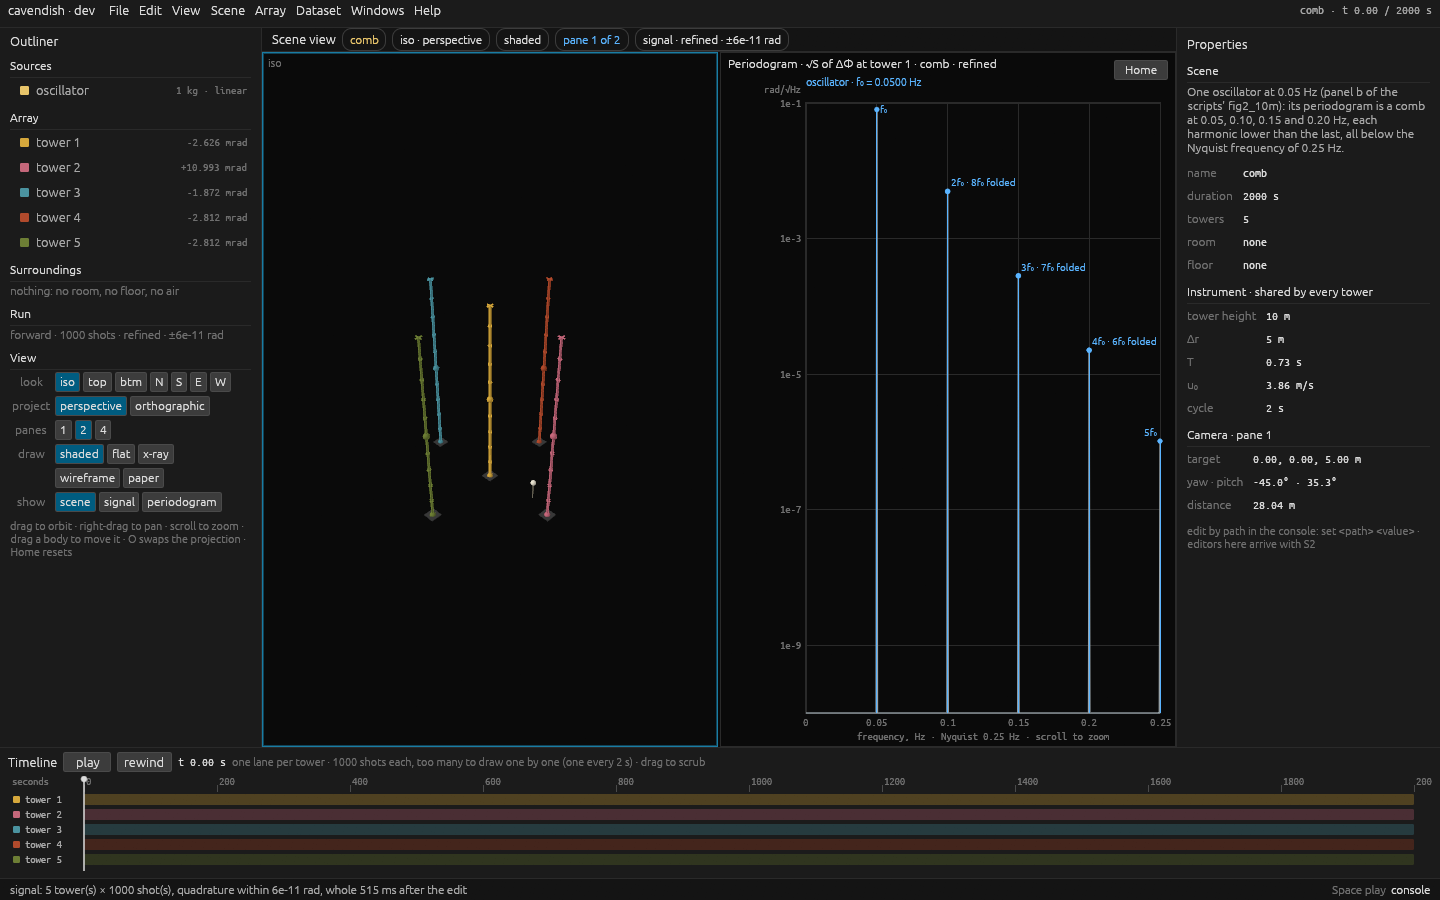 cavendish · dev File Edit View Scene Array Dataset Windows Help comb · t 0.00 / 2000 s
Outliner
Sources
oscillator 1 kg · linear
Array
tower 1 -2.626 mrad
tower 2 +10.993 mrad
tower 3 -1.872 mrad
tower 4 -2.812 mrad
tower 5 -2.812 mrad
Surroundings
nothing: no room, no floor, no air
Run
forward · 1000 shots · refined · ±6e-11 rad
View
look iso top btm N S E W
project perspective orthographic
panes 1 2 4
draw shaded flat x-ray
wireframe paper
show scene signal periodogram
drag to orbit · right-drag to pan · scroll to zoom ·
drag a body to move it · O swaps the projection ·
Home resets
Scene view comb iso · perspective shaded pane 1 of 2 signal · refined · ±6e-11 rad
iso
Periodogram · √S of ΔΦ at tower 1 · comb · refined
Home
oscillator · f₀ = 0.0500 Hz
rad/√Hz
1e-1
f₀
2f₀ · 8f₀ folded
1e-3
3f₀ · 7f₀ folded
4f₀ · 6f₀ folded
1e-5
5f₀
1e-7
1e-9
0 0.05 0.1 0.15 0.2 0.25
frequency, Hz · Nyquist 0.25 Hz · scroll to zoom
Properties
Scene
One oscillator at 0.05 Hz (panel b of the
scripts' fig2_10m): its periodogram is a comb
at 0.05, 0.10, 0.15 and 0.20 Hz, each
harmonic lower than the last, all below the
Nyquist frequency of 0.25 Hz.
name comb
duration 2000 s
towers 5
room none
floor none
Instrument · shared by every tower
tower height 10 m
Δr 5 m
T 0.73 s
u₀ 3.86 m/s
cycle 2 s
Camera · pane 1
target 0.00, 0.00, 5.00 m
yaw · pitch -45.0° · 35.3°
distance 28.04 m
edit by path in the console: set <path> <value> ·
editors here arrive with S2
Timeline play rewind t 0.00 s one lane per tower · 1000 shots each, too many to draw one by one (one every 2 s) · drag to scrub
seconds 0 200 400 600 800 1000 1200 1400 1600 1800 200
tower 1
tower 2
tower 3
tower 4
tower 5
signal: 5 tower(s) × 1000 shot(s), quadrature within 6e-11 rad, whole 515 ms after the edit Space play console